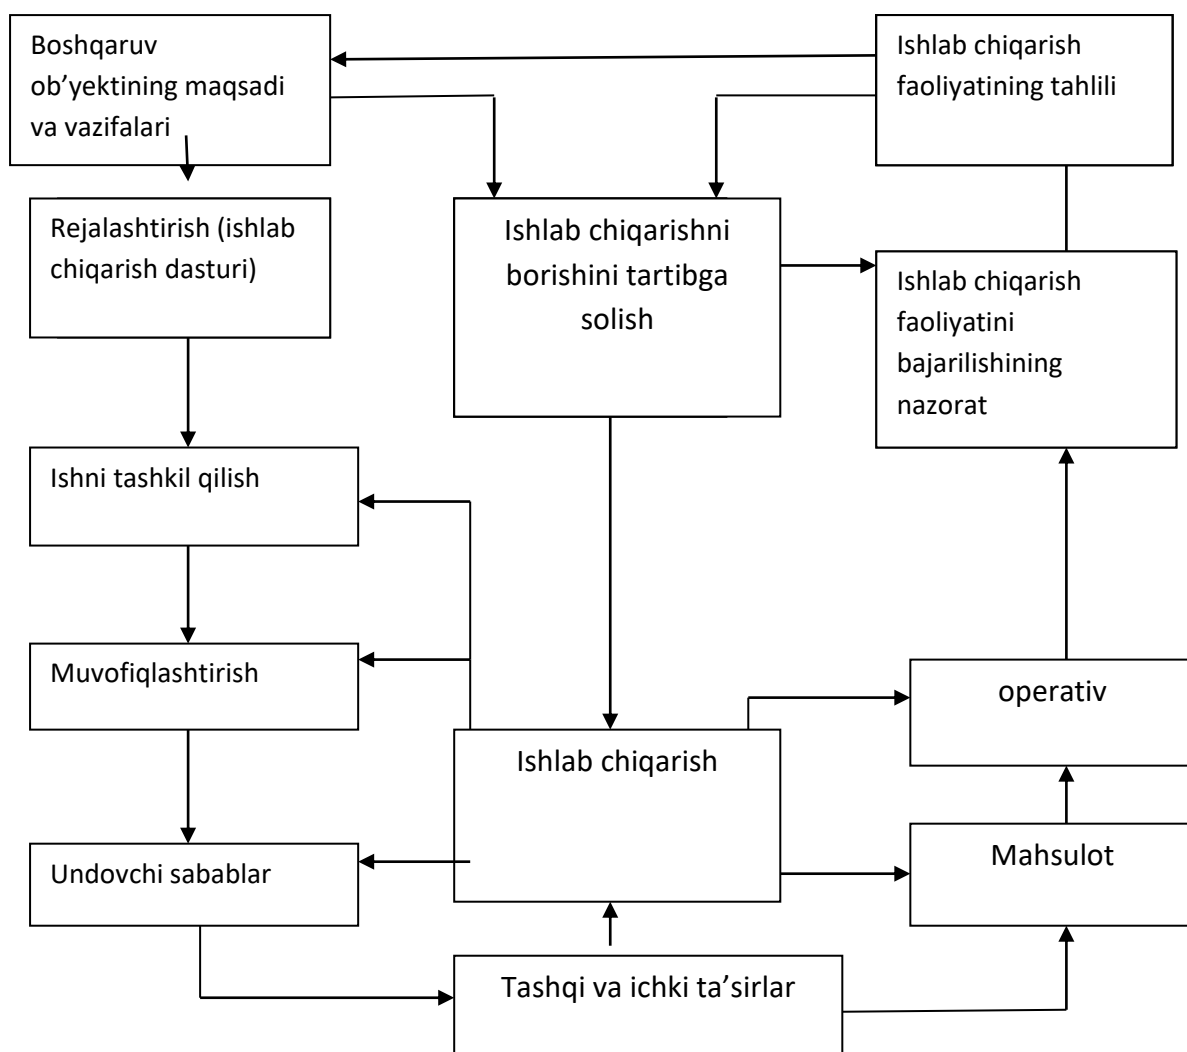 Boshqaruv
ob’yektining maqsadi
va vazifalari
Ishlab chiqarish
faoliyatining tahlili
Rejalashtirish (ishlab
chiqarish dasturi)
Ishlab chiqarishni
borishini tartibga
solish
Ishlab chiqarish
faoliyatini
bajarilishining
nazorat
Ishni tashkil qilish
Muvofiqlashtirish
operativ
Ishlab chiqarish
Undovchi sabablar
Mahsulot
Tashqi va ichki ta’sirlar